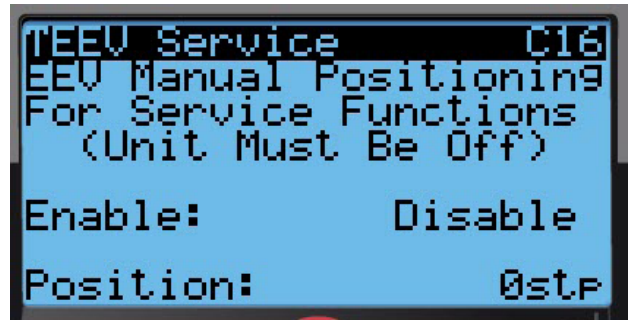 TEEV Service C16
EEV Manual Positioning
For Service Functions
(Unit Must Be Off)
Enable: Disable
Position: 0stp